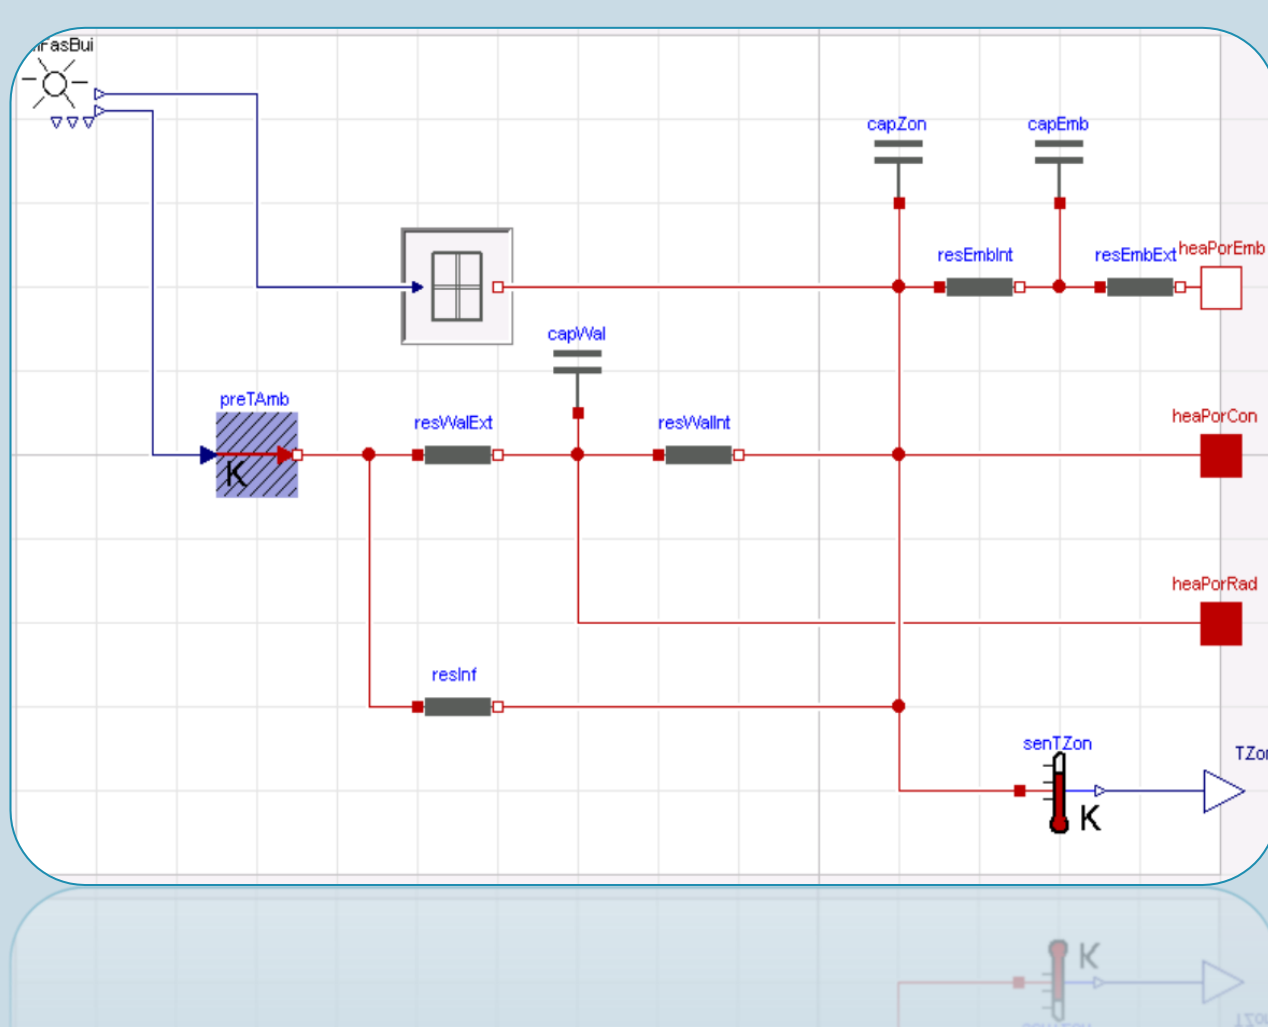 capZon
capEmb
resEmbInt
resEmbExt
heaPorEmb
capWal
preTAmb
resWalExt
resWalInt
heaPorCon
K
heaPorRad
resInf
senTZon
K